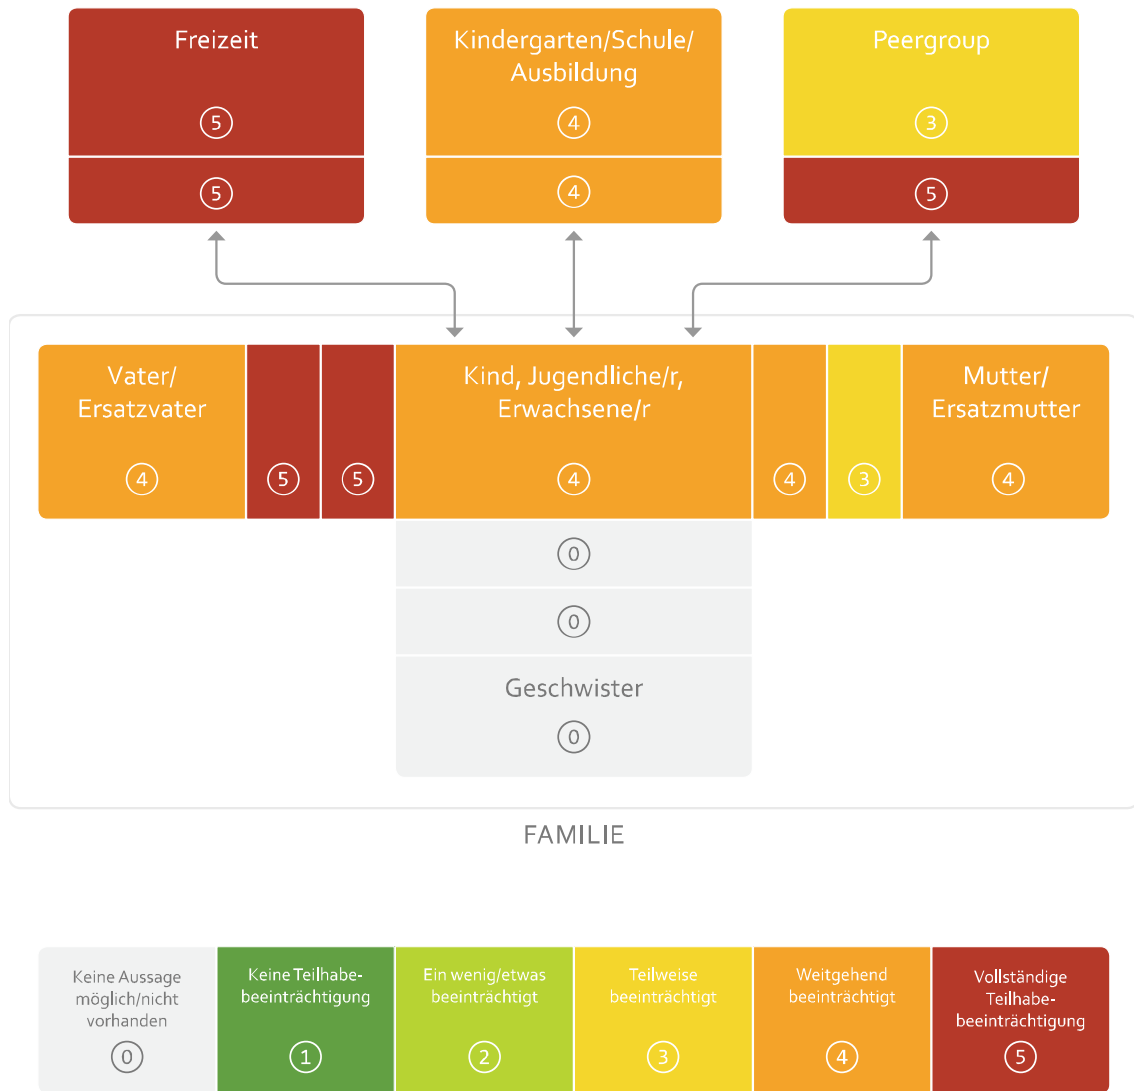 Freizeit
5
5
Kindergarten/Schule/
Ausbildung
4
4
Peergroup
3
5
Vater/
Ersatzvater
4
5
5
Kind, Jugendliche/r,
Erwachsene/r
4
4
3
Mutter/
Ersatzmutter
4
0
0
Geschwister
0
FAMILIE
Keine Aussage
möglich/nicht
vorhanden
0
Keine Teilhabe-
beeinträchtigung
1
Ein wenig/etwas
beeinträchtigt
2
Teilweise
beeinträchtigt
3
Weitgehend
beeinträchtigt
4
Vollständige
Teilhabe-
beeinträchtigung
5